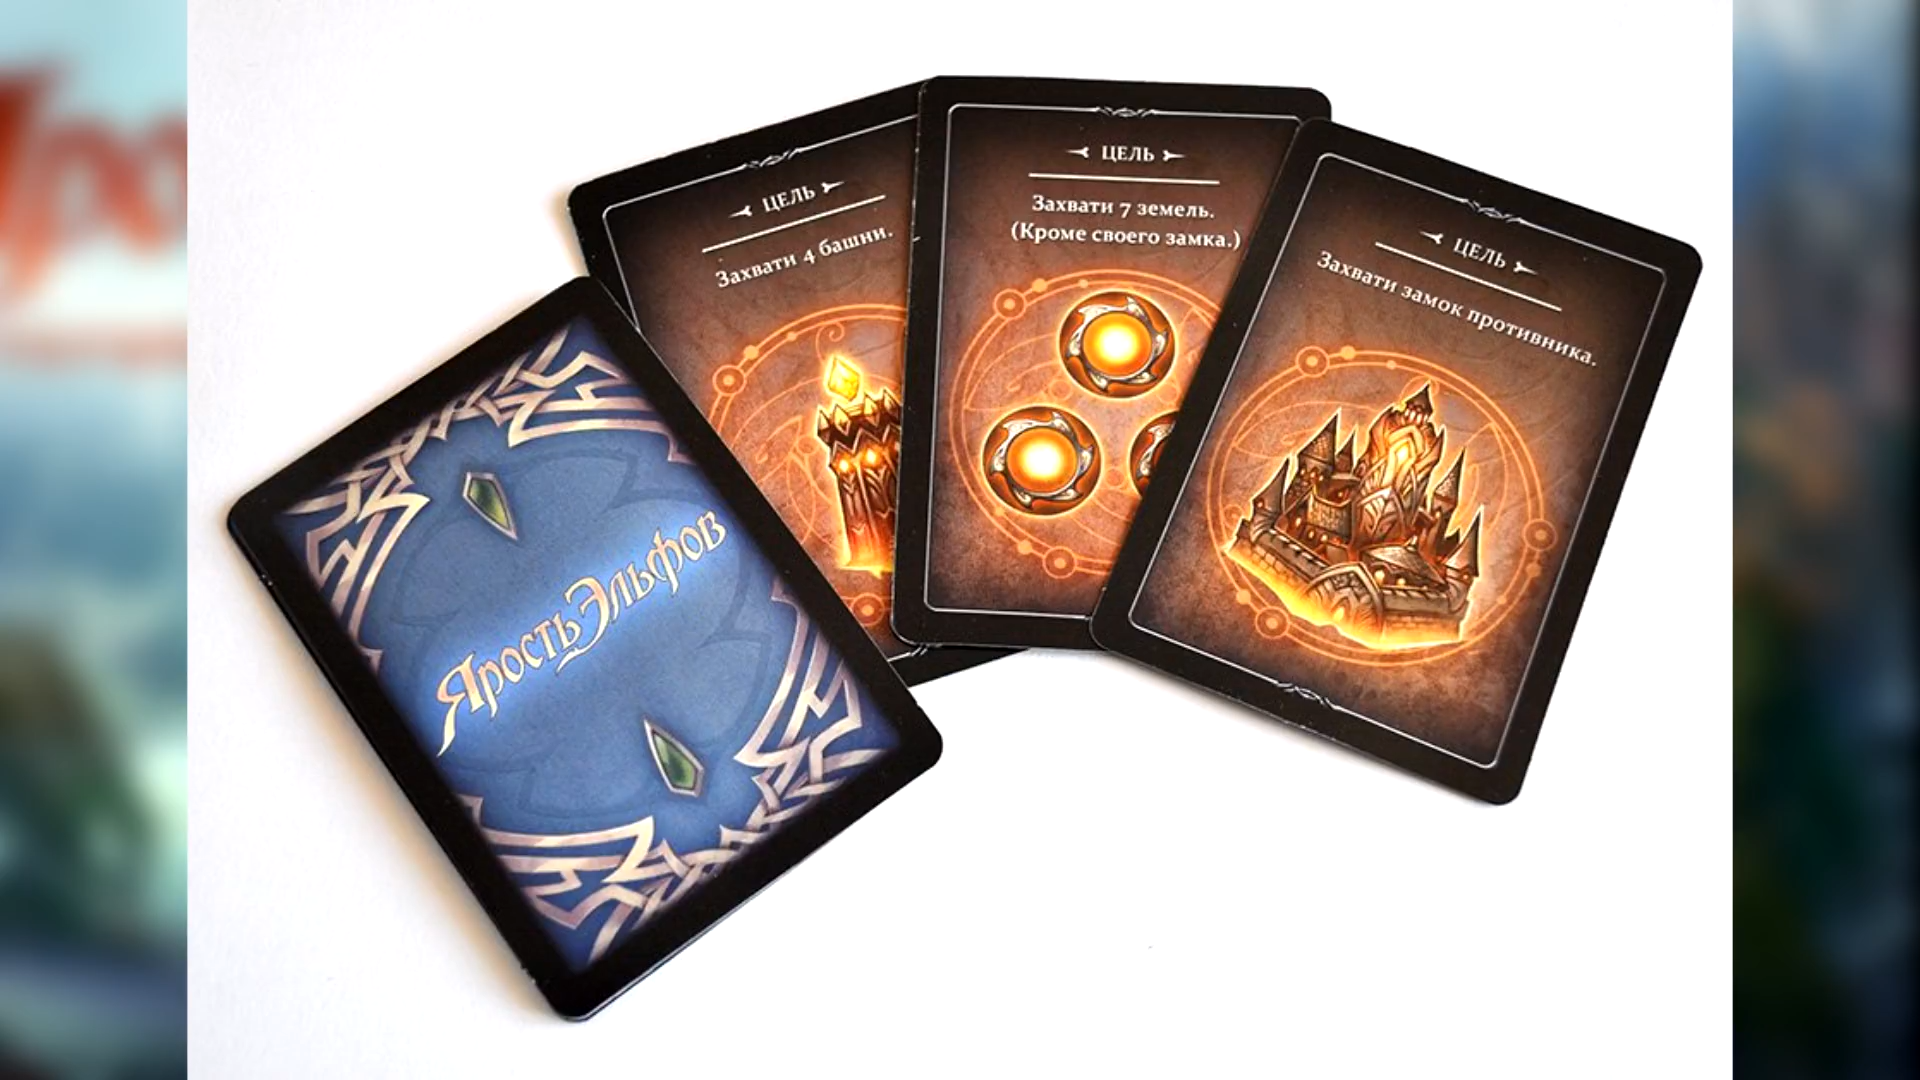 ЦЕЛЬ
Захвати 4 башни.
ЦЕЛЬ
Захвати 7 земель.
(Кроме своего замка.)
ЦЕЛЬ
Захвати замок противника.
Ярость Эльфов